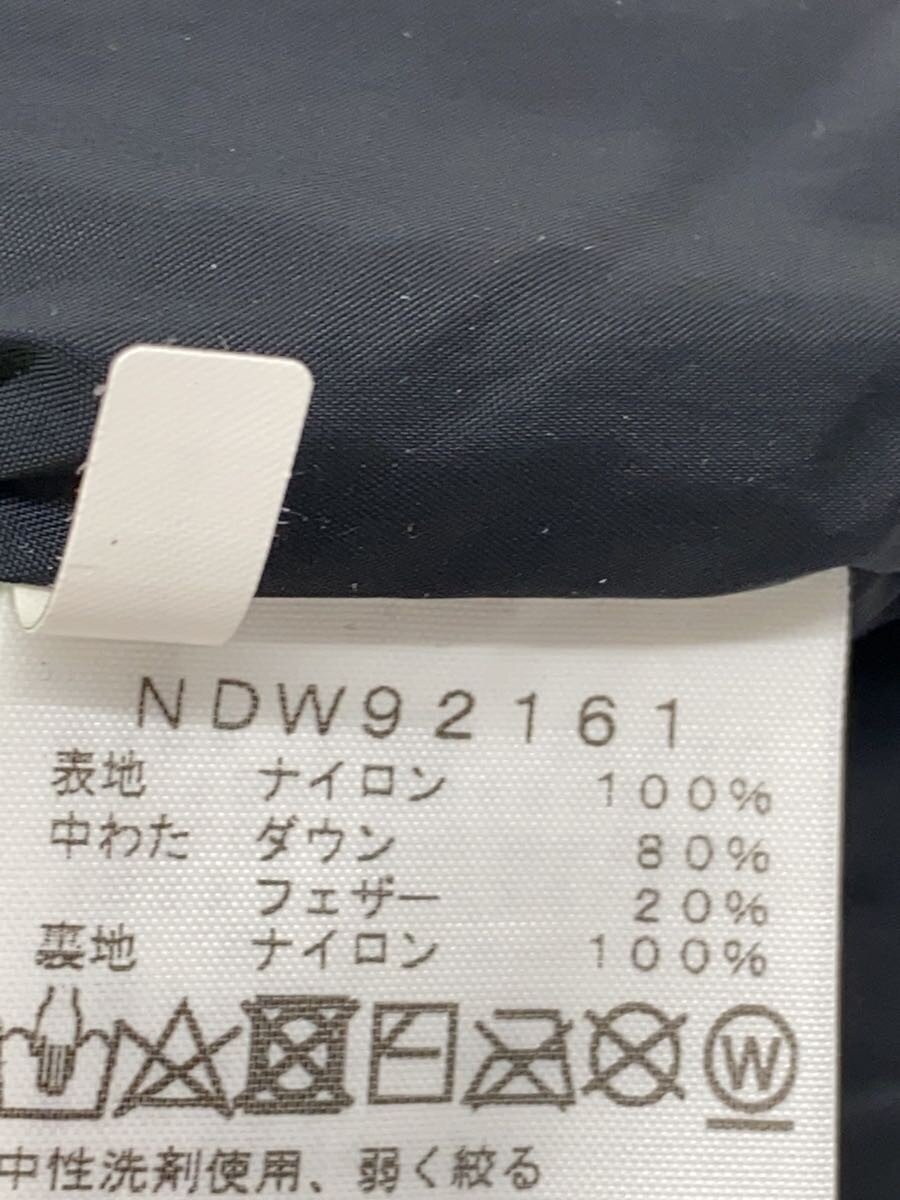 NDW92161
表地 ナイロン 100%
中わた ダウン 80%
フェザー 20%
裏地 ナイロン 100%
W
中性洗剤使用、弱く絞る